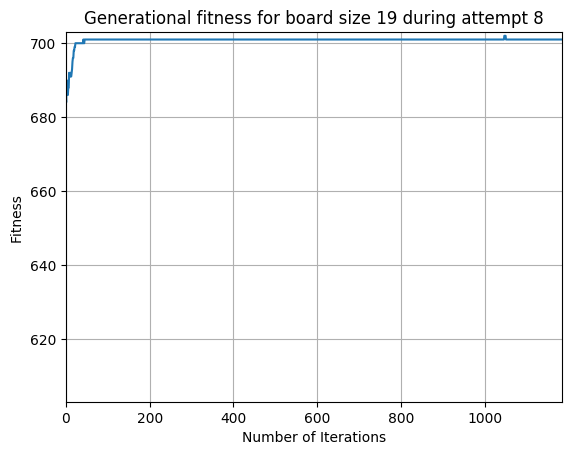 Generational fitness for board size 19 during attempt 8
700
680
660
640
620
Fitness
0 200 400 600 800 1000
Number of Iterations